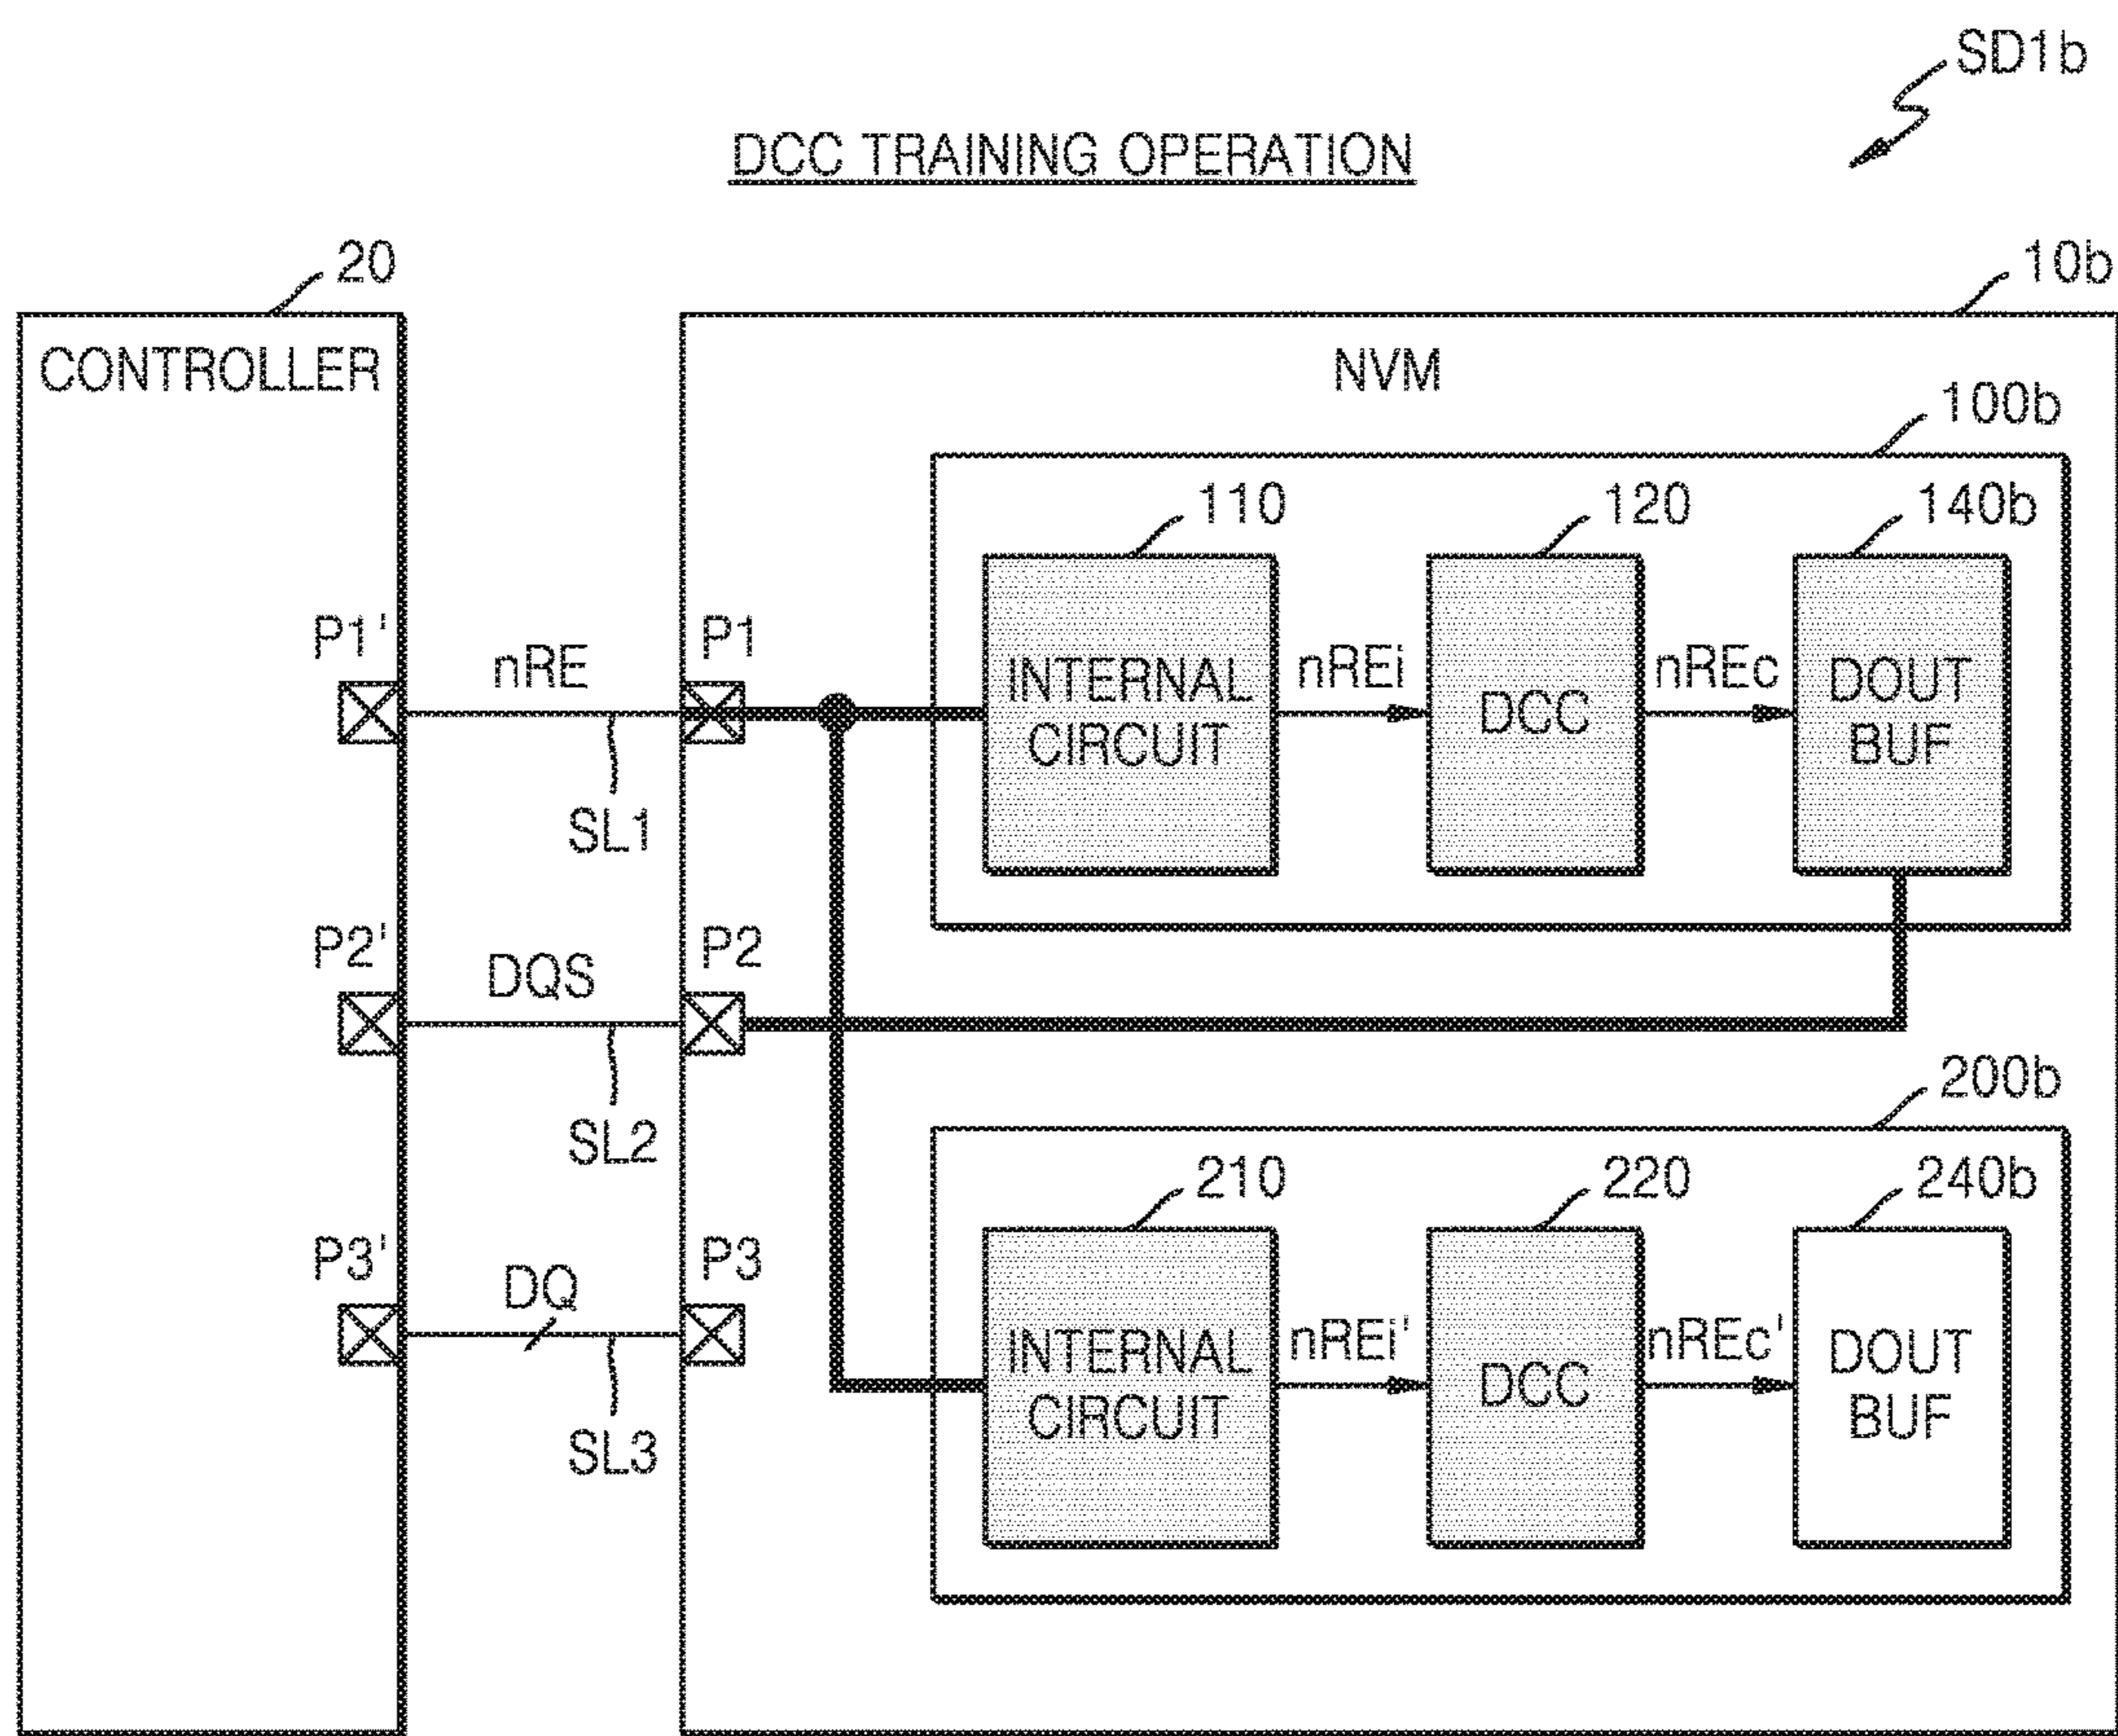 SD1b
DCC TRAINING OPERATION
20
10b
CONTROLLER
NVM
100b
110
120
140b
P1'
nRE
P1
INTERNAL
CIRCUIT
nREi
DCC
nREc
DOUT
BUF
SL1
P2'
DQS
P2
SL2
200b
210
220
240b
P3'
DQ
P3
INTERNAL
CIRCUIT
nREi'
DCC
nREc'
DOUT
BUF
SL3